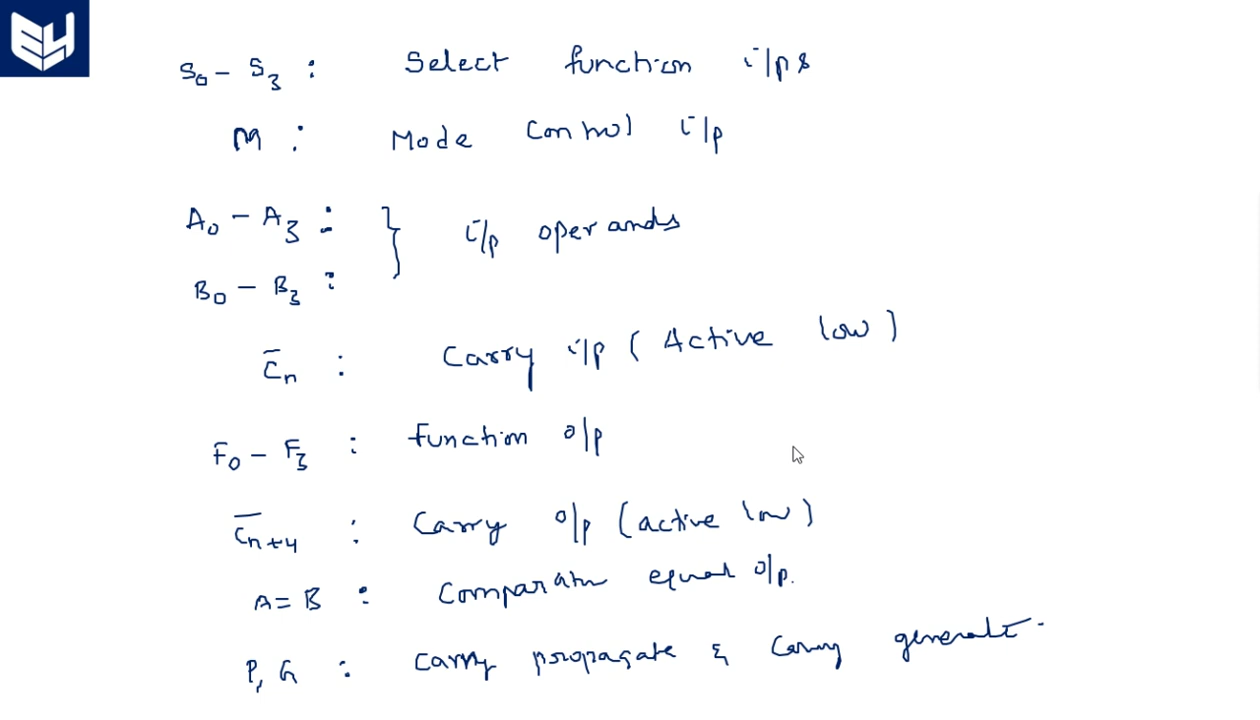 E4
S₀ – S₃ : Select function i/ps
M : Mode Control i/p
A₀ – A₃ : } i/p operands
B₀ – B₃ :
C̅n : Carry i/p ( Active low )
F₀ – F₃ : function o/p
C̅n+4 : Carry o/p (active low)
A = B : Comparator equal o/p.
P, G : Carry propagate & Carry generate.